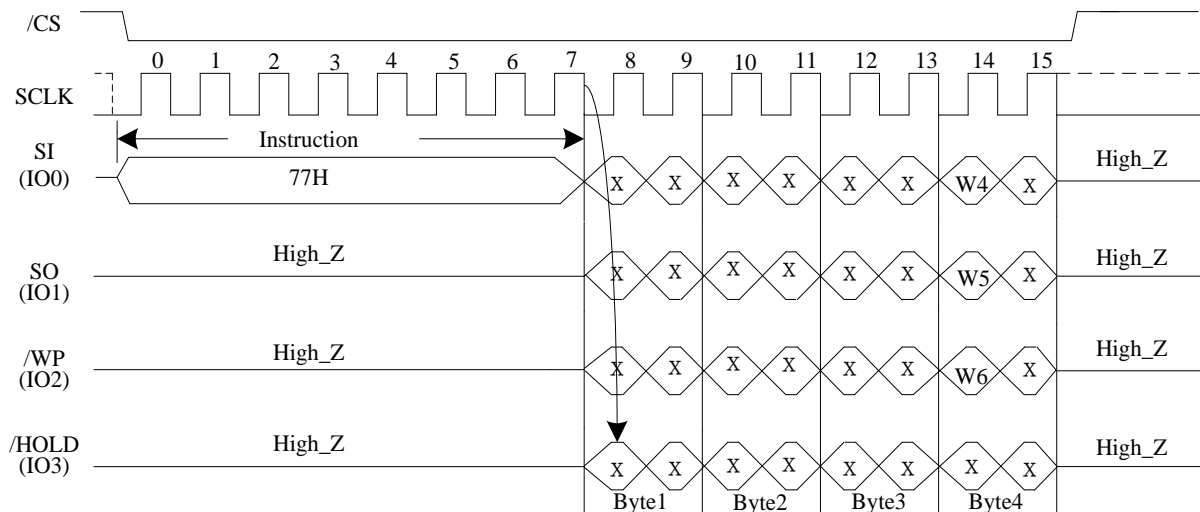 /CS
0 1 2 3 4 5 6 7 8 9 10 11 12 13 14 15
SCLK
Instruction
SI
(IO0)
77H
X X X X X X W4 X
High_Z
SO
(IO1)
High_Z
X X X X X X W5 X
High_Z
/WP
(IO2)
High_Z
X X X X X X W6 X
High_Z
/HOLD
(IO3)
High_Z
X X X X X X X X
High_Z
Byte1 Byte2 Byte3 Byte4